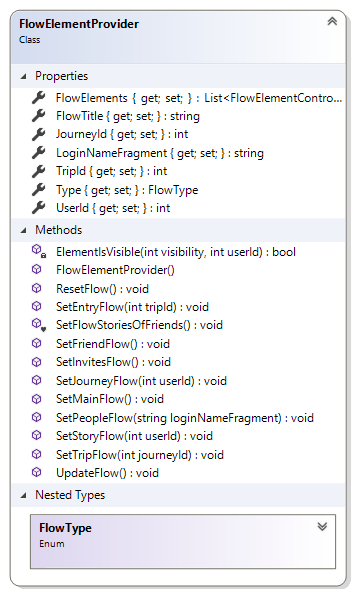 FlowElementProvider
Class
Properties
FlowElements { get; set; } : List<FlowElementContro...
FlowTitle { get; set; } : string
JourneyId { get; set; } : int
LoginNameFragment { get; set; } : string
TripId { get; set; } : int
Type { get; set; } : FlowType
UserId { get; set; } : int
Methods
ElementIsVisible(int visibility, int userId) : bool
FlowElementProvider()
ResetFlow() : void
SetEntryFlow(int tripId) : void
SetFlowStoriesOfFriends() : void
SetFriendFlow() : void
SetInvitesFlow() : void
SetJourneyFlow(int userId) : void
SetMainFlow() : void
SetPeopleFlow(string loginNameFragment) : void
SetStoryFlow(int userId) : void
SetTripFlow(int journeyId) : void
UpdateFlow() : void
Nested Types
FlowType
Enum